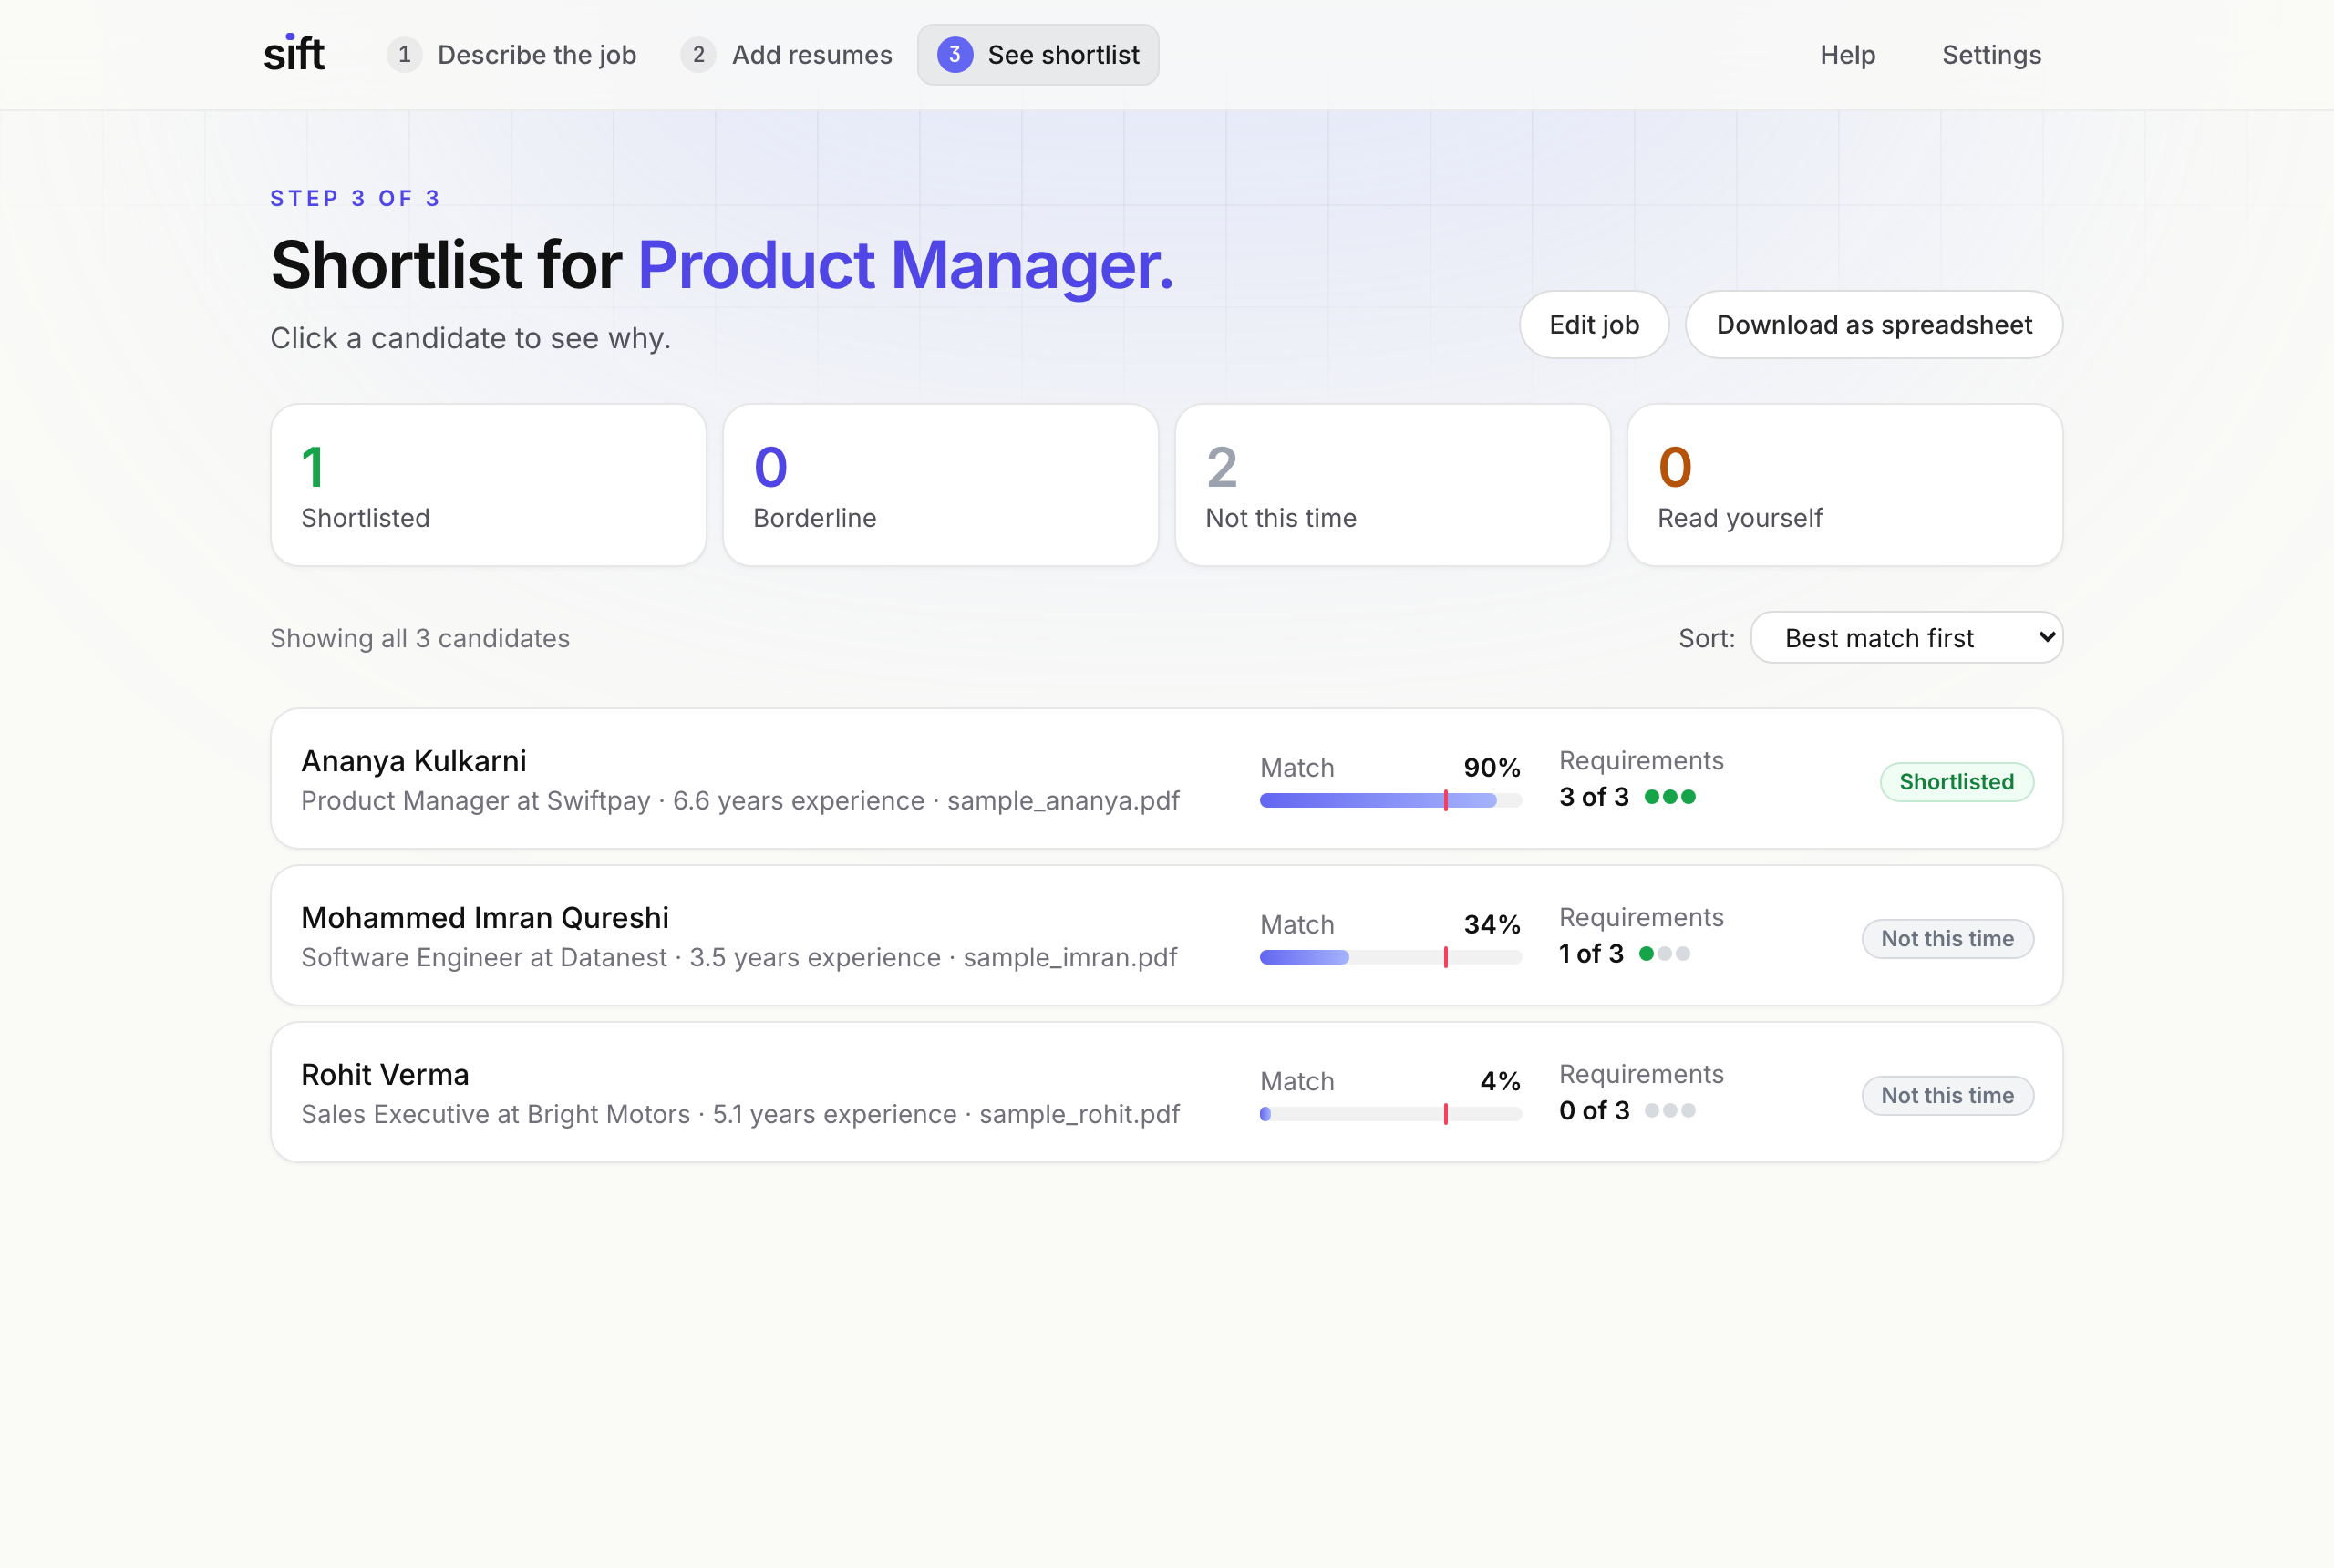 sift 1 Describe the job 2 Add resumes 3 See shortlist Help Settings
STEP 3 OF 3
Shortlist for Product Manager.
Click a candidate to see why.
Edit job Download as spreadsheet
1 0 2 0
Shortlisted Borderline Not this time Read yourself
Showing all 3 candidates Sort: Best match first
Ananya Kulkarni Match 90% Requirements
Product Manager at Swiftpay · 6.6 years experience · sample_ananya.pdf 3 of 3 Shortlisted
Mohammed Imran Qureshi Match 34% Requirements
Software Engineer at Datanest · 3.5 years experience · sample_imran.pdf 1 of 3 Not this time
Rohit Verma Match 4% Requirements
Sales Executive at Bright Motors · 5.1 years experience · sample_rohit.pdf 0 of 3 Not this time